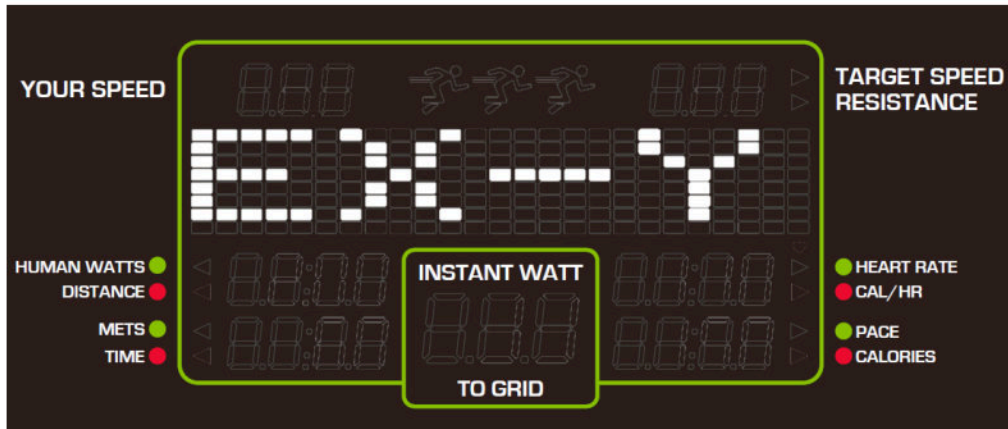 YOUR SPEED
TARGET SPEED
RESISTANCE
EX-Y
HUMAN WATTS
DISTANCE
METS
TIME
INSTANT WATT
TO GRID
HEART RATE
CAL/HR
PACE
CALORIES